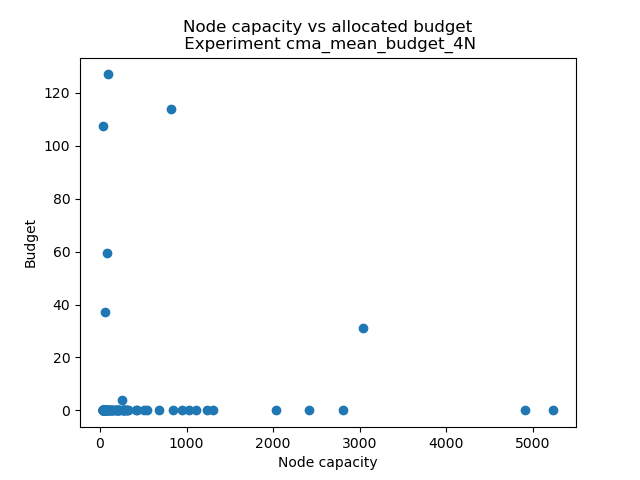 Node capacity vs allocated budget
Experiment cma_mean_budget_4N
120
100
80
60
40
20
0
Budget
0 1000 2000 3000 4000 5000
Node capacity